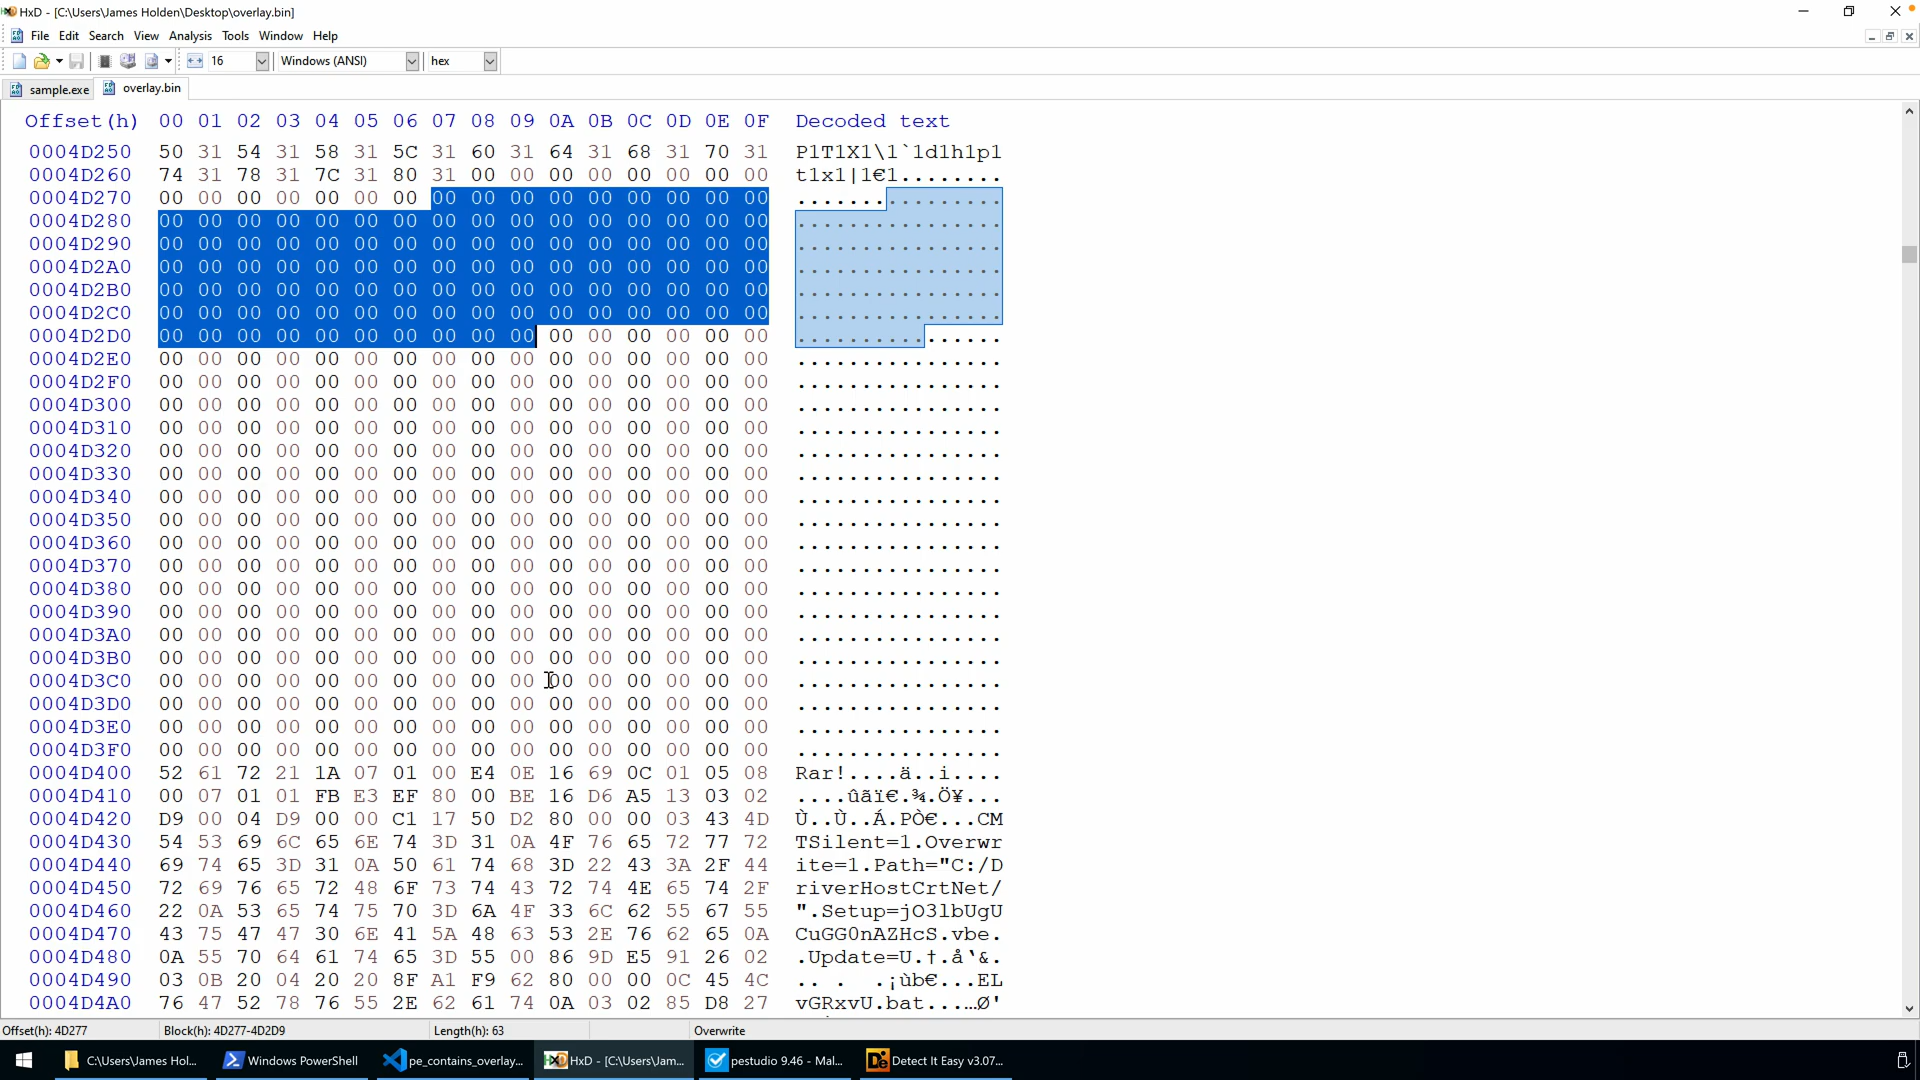 HxD - [C:\Users\James Holden\Desktop\overlay.bin]
File Edit Search View Analysis Tools Window Help
16 Windows (ANSI) hex
sample.exe overlay.bin
Offset(h) 00 01 02 03 04 05 06 07 08 09 0A 0B 0C 0D 0E 0F Decoded text
0004D250 50 31 54 31 58 31 5C 31 60 31 64 31 68 31 70 31 P1T1X1\1`1d1h1p1
0004D260 74 31 78 31 7C 31 80 31 00 00 00 00 00 00 00 00 t1x1|1€1........
0004D270 00 00 00 00 00 00 00 00 00 00 00 00 00 00 00 00 ................
0004D280 00 00 00 00 00 00 00 00 00 00 00 00 00 00 00 00 ................
0004D290 00 00 00 00 00 00 00 00 00 00 00 00 00 00 00 00 ................
0004D2A0 00 00 00 00 00 00 00 00 00 00 00 00 00 00 00 00 ................
0004D2B0 00 00 00 00 00 00 00 00 00 00 00 00 00 00 00 00 ................
0004D2C0 00 00 00 00 00 00 00 00 00 00 00 00 00 00 00 00 ................
0004D2D0 00 00 00 00 00 00 00 00 00 00 00 00 00 00 00 00 ................
0004D2E0 00 00 00 00 00 00 00 00 00 00 00 00 00 00 00 00 ................
0004D2F0 00 00 00 00 00 00 00 00 00 00 00 00 00 00 00 00 ................
0004D300 00 00 00 00 00 00 00 00 00 00 00 00 00 00 00 00 ................
0004D310 00 00 00 00 00 00 00 00 00 00 00 00 00 00 00 00 ................
0004D320 00 00 00 00 00 00 00 00 00 00 00 00 00 00 00 00 ................
0004D330 00 00 00 00 00 00 00 00 00 00 00 00 00 00 00 00 ................
0004D340 00 00 00 00 00 00 00 00 00 00 00 00 00 00 00 00 ................
0004D350 00 00 00 00 00 00 00 00 00 00 00 00 00 00 00 00 ................
0004D360 00 00 00 00 00 00 00 00 00 00 00 00 00 00 00 00 ................
0004D370 00 00 00 00 00 00 00 00 00 00 00 00 00 00 00 00 ................
0004D380 00 00 00 00 00 00 00 00 00 00 00 00 00 00 00 00 ................
0004D390 00 00 00 00 00 00 00 00 00 00 00 00 00 00 00 00 ................
0004D3A0 00 00 00 00 00 00 00 00 00 00 00 00 00 00 00 00 ................
0004D3B0 00 00 00 00 00 00 00 00 00 00 00 00 00 00 00 00 ................
0004D3C0 00 00 00 00 00 00 00 00 00 00 00 00 00 00 00 00 ................
0004D3D0 00 00 00 00 00 00 00 00 00 00 00 00 00 00 00 00 ................
0004D3E0 00 00 00 00 00 00 00 00 00 00 00 00 00 00 00 00 ................
0004D3F0 00 00 00 00 00 00 00 00 00 00 00 00 00 00 00 00 ................
0004D400 52 61 72 21 1A 07 01 00 E4 0E 16 69 0C 01 05 08 Rar!....ä..i....
0004D410 00 07 01 01 FB E3 EF 80 00 BE 16 D6 A5 13 03 02 ....ûãï€.¾.Ö¥...
0004D420 D9 00 04 D9 00 00 C1 17 50 D2 80 00 00 03 43 4D Ù..Ù..Á.PÒ€...CM
0004D430 54 53 69 6C 65 6E 74 3D 31 0A 4F 76 65 72 77 72 TSilent=1.Overwr
0004D440 69 74 65 3D 31 0A 50 61 74 68 3D 22 43 3A 2F 44 ite=1.Path="C:/D
0004D450 72 69 76 65 72 48 6F 73 74 43 72 74 4E 65 74 2F riverHostCrtNet/
0004D460 22 0A 53 65 74 75 70 3D 6A 4F 33 6C 62 55 67 55 ".Setup=jO3lbUgU
0004D470 43 75 47 47 30 6E 41 5A 48 63 53 2E 76 62 65 0A CuGG0nAZHcS.vbe.
0004D480 0A 55 70 64 61 74 65 3D 55 00 86 9D E5 91 26 02 .Update=U.†.å‘&.
0004D490 03 0B 20 04 20 20 8F A1 F9 62 80 00 00 0C 45 4C .. .  .¡ùb€...EL
0004D4A0 76 47 52 78 76 55 2E 62 61 74 0A 03 02 85 D8 27 vGRxvU.bat...…Ø'
Offset(h): 4D277 Block(h): 4D277-4D2D9 Length(h): 63 Overwrite
C:\Users\James Hol... Windows PowerShell pe_contains_overlay... HxD - [C:\Users\Jam... pestudio 9.46 - Mal... Detect It Easy v3.07...